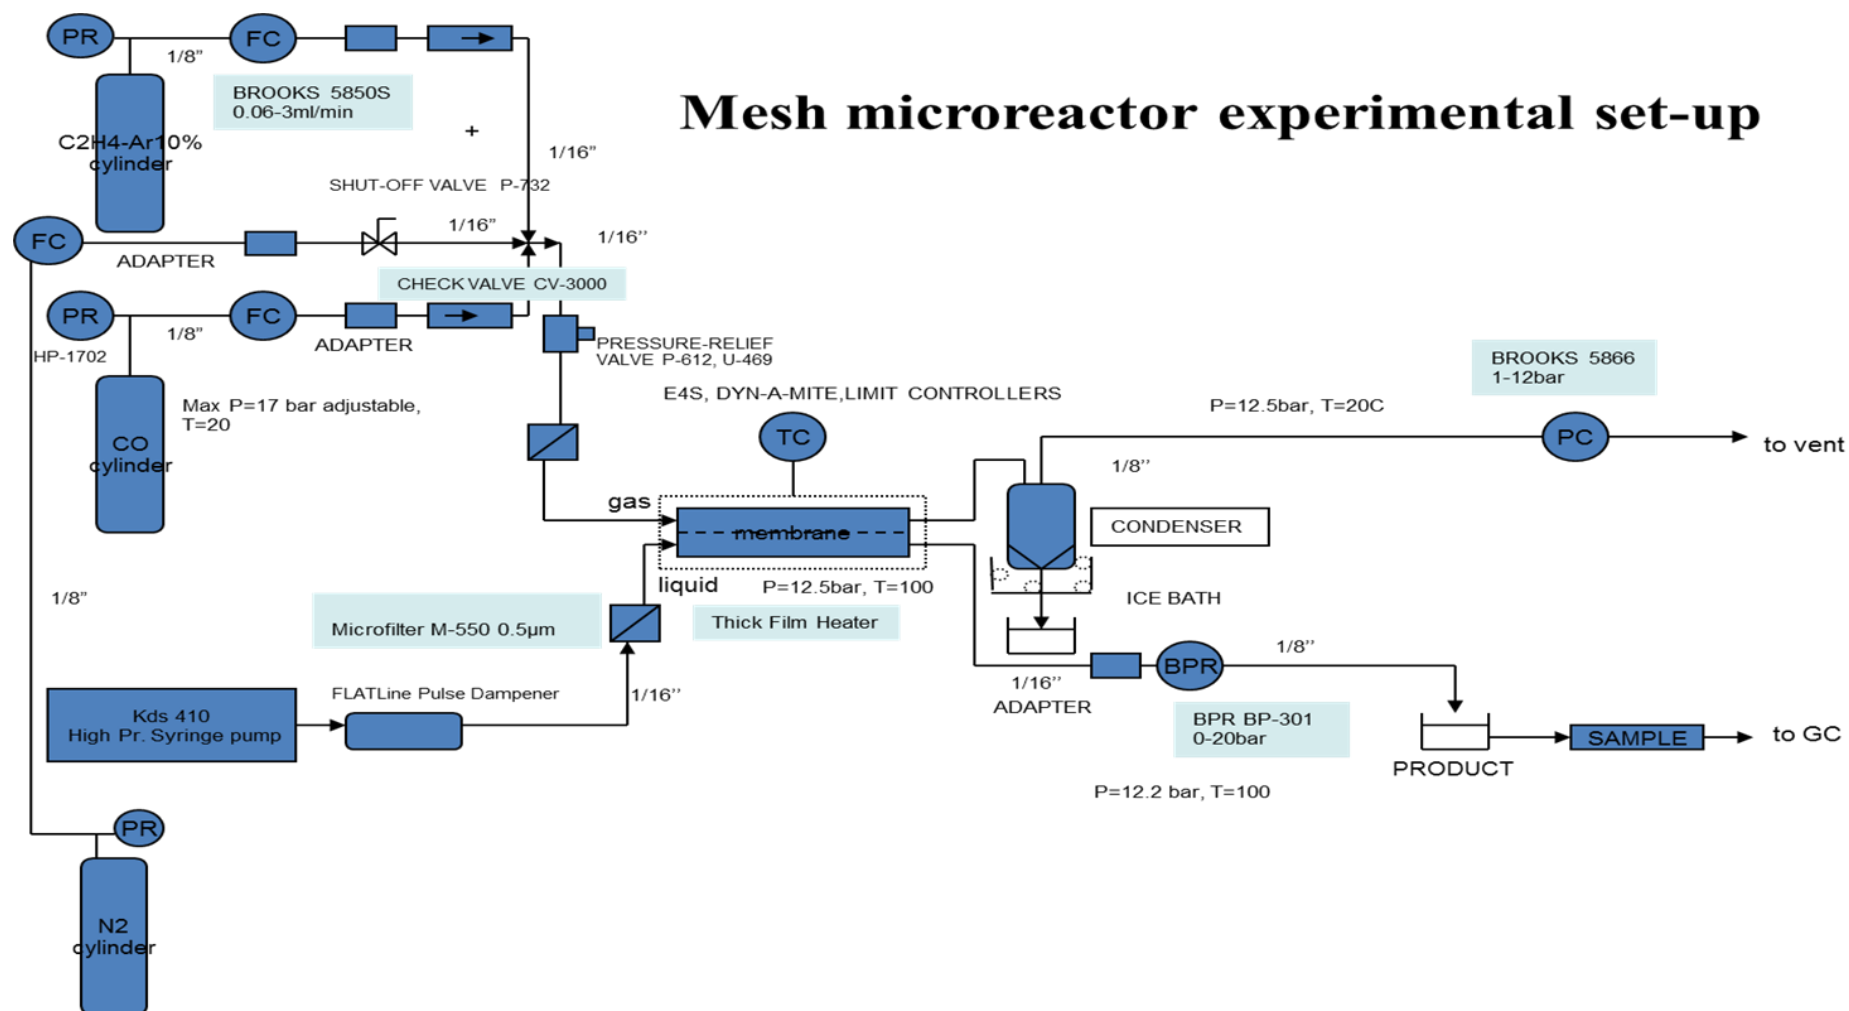 Mesh microreactor experimental set-up
PR
1/8”
FC
BROOKS 5850S
0.06-3ml/min
C2H4-Ar10%
cylinder
+
1/16”
SHUT-OFF VALVE P-732
FC
ADAPTER
1/16”
1/16’’
CHECK VALVE CV-3000
PR
1/8”
FC
HP-1702
ADAPTER
PRESSURE-RELIEF
VALVE P-612, U-469
CO
cylinder
Max P=17 bar adjustable,
T=20
E4S, DYN-A-MITE,LIMIT CONTROLLERS
TC
BROOKS 5866
1-12bar
P=12.5bar, T=20C
PC
to vent
1/8’’
gas
membrane
liquid
P=12.5bar, T=100
CONDENSER
ICE BATH
Thick Film Heater
1/8”
Microfilter M-550 0.5µm
1/16’’
FLATLine Pulse Dampener
Kds 410
High Pr. Syringe pump
1/16’’
ADAPTER
BPR
1/8’’
BPR BP-301
0-20bar
PRODUCT
SAMPLE
to GC
P=12.2 bar, T=100
PR
N2
cylinder